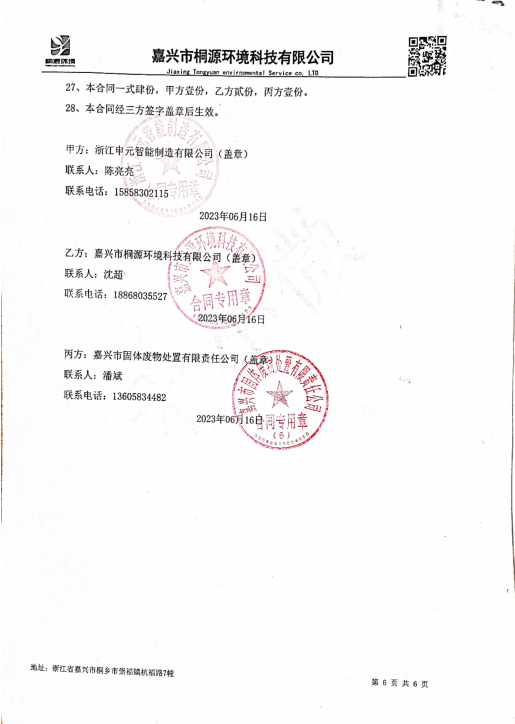 桐源环境
嘉兴市桐源环境科技有限公司
Jiaxing Tongyuan envirnomental Service co. LTD
27、本合同一式肆份，甲方壹份，乙方贰份，丙方壹份。
28、本合同经三方签字盖章后生效。
甲方：浙江申元智能制造有限公司（盖章）
联系人：陈亮亮
联系电话：15858302115
2023年06月16日
乙方：嘉兴市桐源环境科技有限公司（盖章）
联系人：沈超
联系电话：18868035527
合同专用章
2023年06月16日
丙方：嘉兴市固体废物处置有限责任公司（盖章）
联系人：潘斌
联系电话：13605834482
2023年06月16日
合同专用章
（6）
地址：浙江省嘉兴市桐乡市崇福镇杭福路7幢
第 6 页 共 6 页